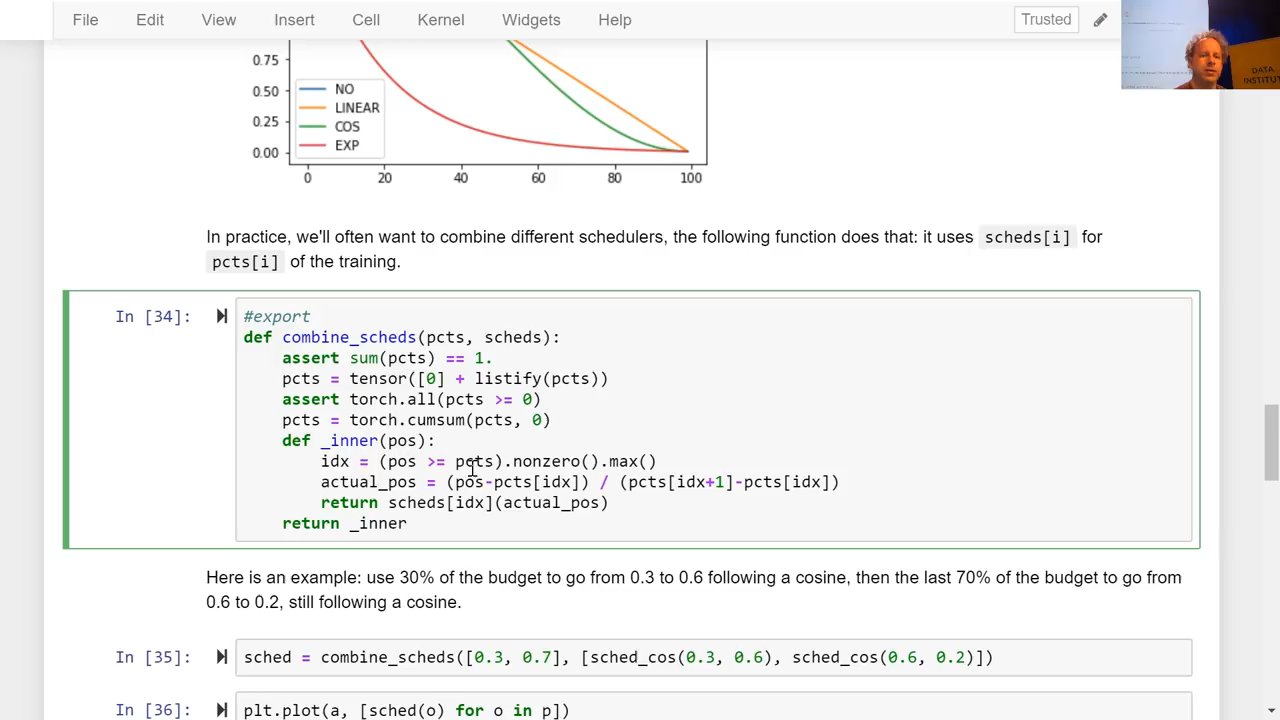 File Edit View Insert Cell Kernel Widgets Help Trusted
DATA
INSTITUT
0.75
0.50
0.25
0.00
NO
LINEAR
COS
EXP
0 20 40 60 80 100
In practice, we'll often want to combine different schedulers, the following function does that: it uses scheds[i] for
pcts[i] of the training.
In [34]:
#export
def combine_scheds(pcts, scheds):
    assert sum(pcts) == 1.
    pcts = tensor([0] + listify(pcts))
    assert torch.all(pcts >= 0)
    pcts = torch.cumsum(pcts, 0)
    def _inner(pos):
        idx = (pos >= pcts).nonzero().max()
        actual_pos = (pos-pcts[idx]) / (pcts[idx+1]-pcts[idx])
        return scheds[idx](actual_pos)
    return _inner
Here is an example: use 30% of the budget to go from 0.3 to 0.6 following a cosine, then the last 70% of the budget to go from
0.6 to 0.2, still following a cosine.
In [35]: sched = combine_scheds([0.3, 0.7], [sched_cos(0.3, 0.6), sched_cos(0.6, 0.2)])
In [36]: plt.plot(a, [sched(o) for o in p])